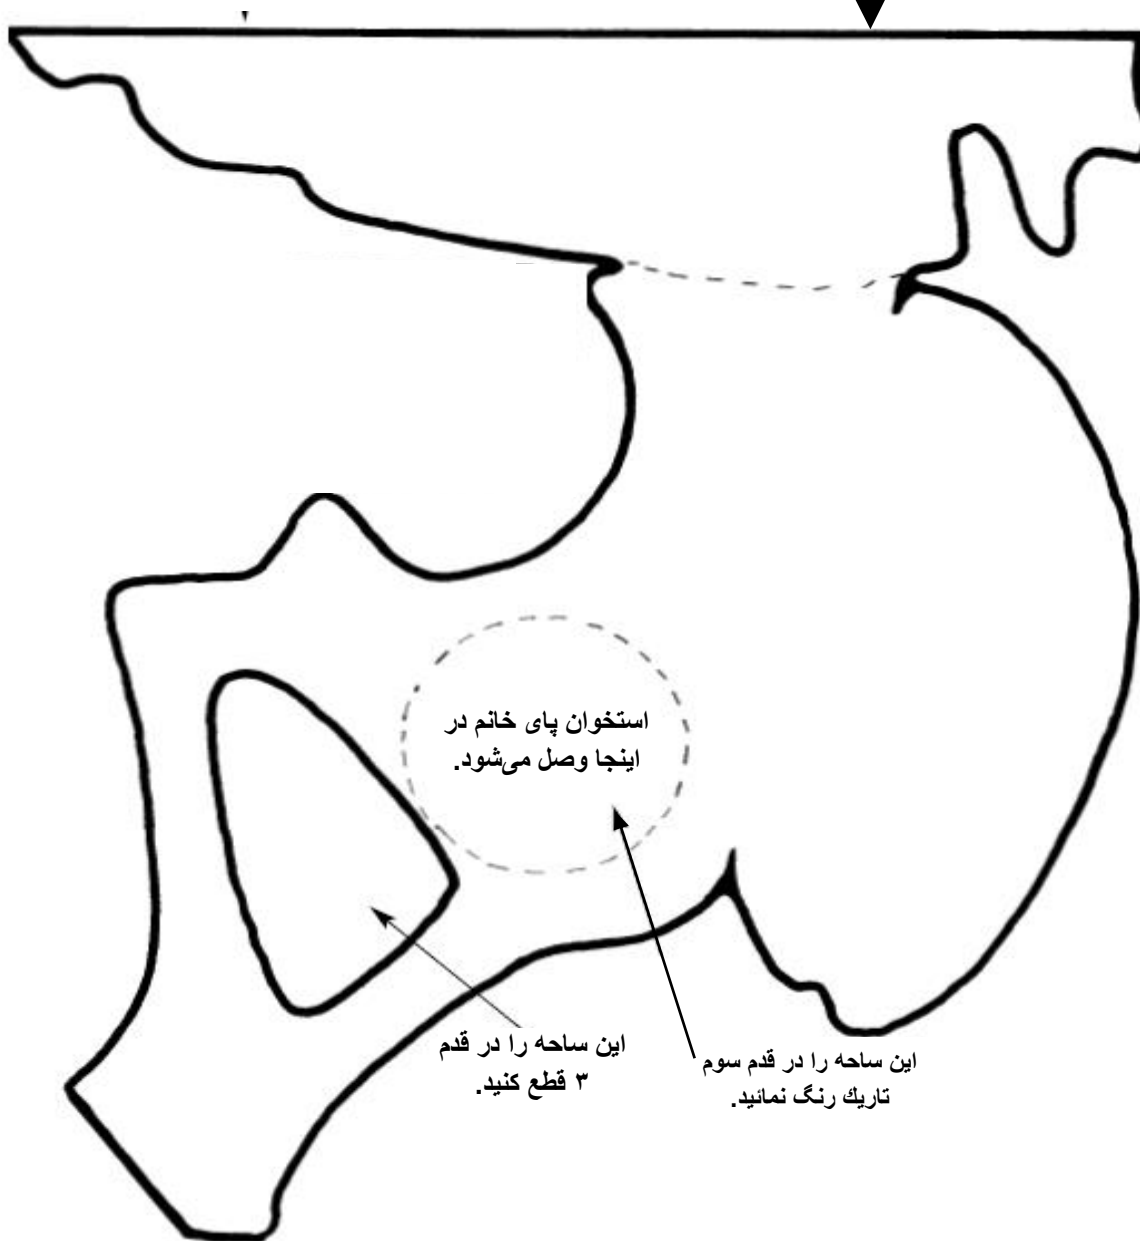 استخوان پای خانم در
اینجا وصل می‌شود.
این ساحه را در قدم
۳ قطع کنید.
این ساحه را در قدم سوم
تاریك رنگ نمائید.